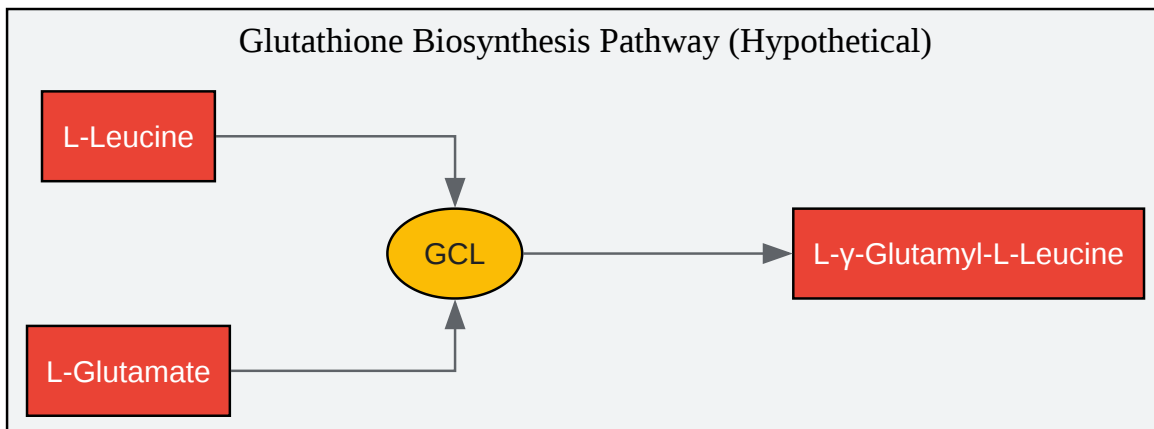 Glutathione Biosynthesis Pathway (Hypothetical)
L-Leucine
GCL
L-γ-Glutamyl-L-Leucine
L-Glutamate